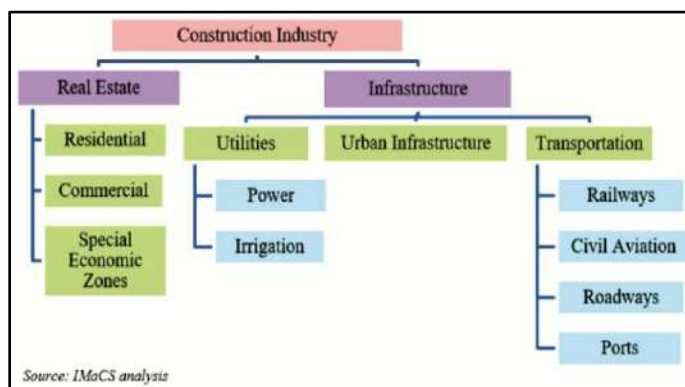 Construction Industry
Real Estate
Infrastructure
Residential
Utilities
Urban Infrastructure
Transportation
Commercial
Power
Railways
Special
Economic
Zones
Irrigation
Civil Aviation
Roadways
Ports
Source: IMaCS analysis